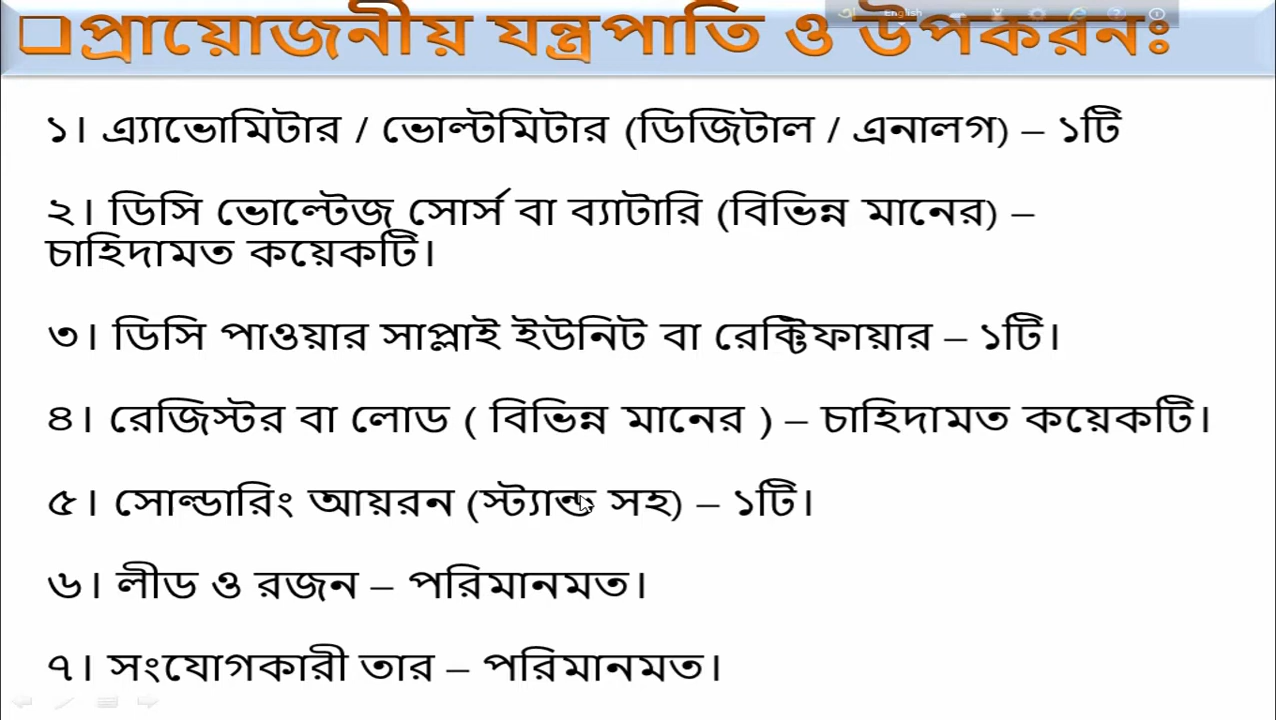 ❑প্রায়োজনীয় যন্ত্রপাতি ও উপকরনঃ
English
১। এ্যাভোমিটার / ভোল্টমিটার (ডিজিটাল / এনালগ) – ১টি
২। ডিসি ভোল্টেজ সোর্স বা ব্যাটারি (বিভিন্ন মানের) –
চাহিদামত কয়েকটি।
৩। ডিসি পাওয়ার সাপ্লাই ইউনিট বা রেক্টিফায়ার – ১টি।
৪। রেজিস্টর বা লোড ( বিভিন্ন মানের ) – চাহিদামত কয়েকটি।
৫। সোল্ডারিং আয়রন (স্ট্যান্ড সহ) – ১টি।
৬। লীড ও রজন – পরিমানমত।
৭। সংযোগকারী তার – পরিমানমত।